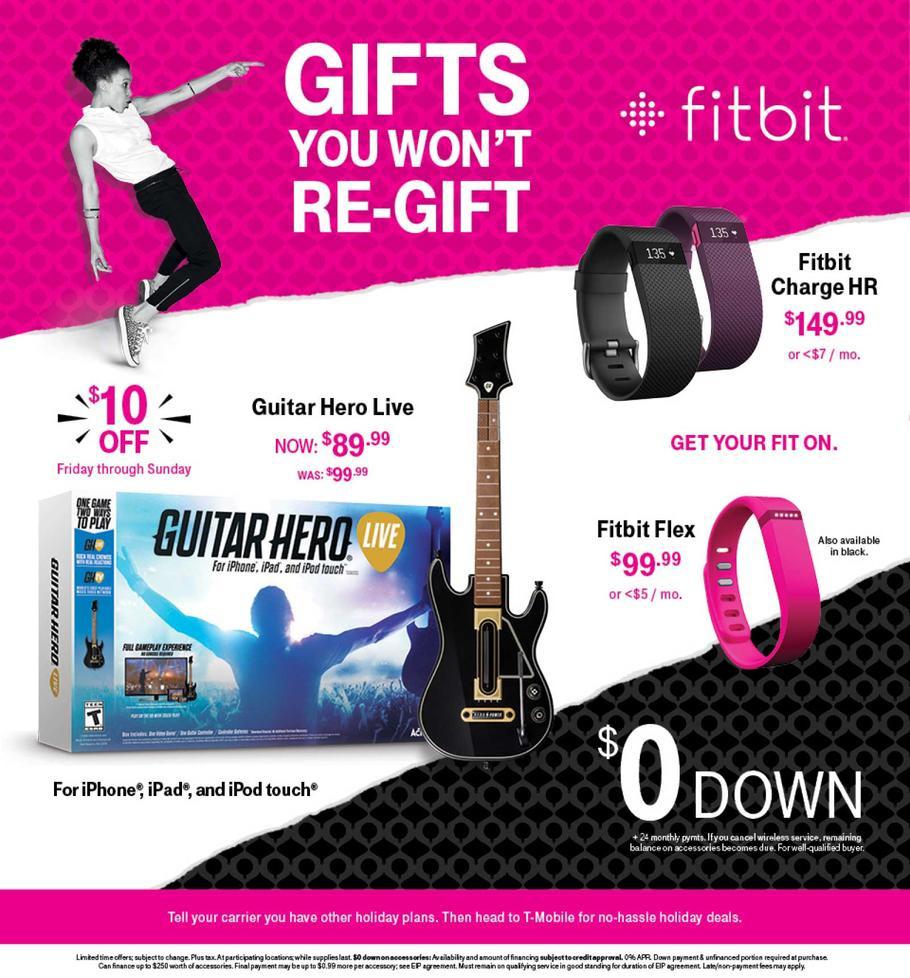 GIFTS
YOU WON'T
RE-GIFT
fitbit.
135
135
Fitbit
Charge HR
$149.99
or <$7 / mo.
$10
OFF
Friday through Sunday
Guitar Hero Live
NOW: $89.99
WAS: $99.99
GET YOUR FIT ON.
Fitbit Flex
$99.99
or <$5 / mo.
Also available
in black.
ONE GAME
TWO WAYS
TO PLAY
GUITAR HERO® LIVE
For iPhone®, iPad®, and iPod touch®
GUITAR HERO LIVE
FULL GAMEPLAY EXPERIENCE
TEEN
T
ESRB
For iPhone®, iPad®, and iPod touch®
$0 DOWN
+ 24 monthly pymts. If you cancel wireless service, remaining
balance on accessories becomes due. For well-qualified buyer.
Tell your carrier you have other holiday plans. Then head to T-Mobile for no-hassle holiday deals.
Limited time offers; subject to change. Plus tax. At participating locations; while supplies last. $0 down on accessories: Availability and amount of financing subject to credit approval. 0% APR. Down payment & unfinanced portion required at purchase.
Can finance up to $250 worth of accessories. Final payment may be up to $0.99 more per accessory; see EIP agreement. Must remain on qualifying service in good standing for duration of EIP agreement. Late/non-payment fees may apply.